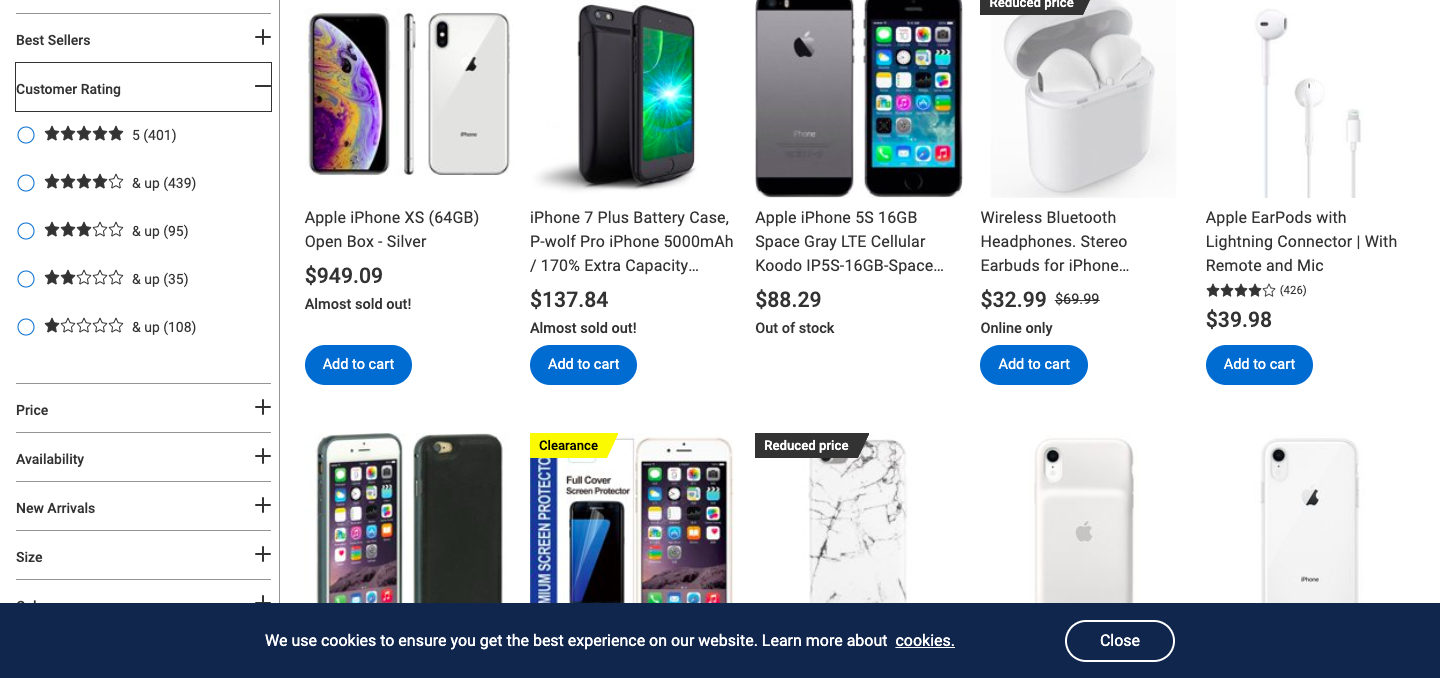 Best Sellers
Customer Rating
5 (401)
& up (439)
& up (95)
& up (35)
& up (108)
Price
Availability
New Arrivals
Size
iPhone
Apple iPhone XS (64GB)
Open Box - Silver
$949.09
Almost sold out!
Add to cart
iPhone 7 Plus Battery Case,
P-wolf Pro iPhone 5000mAh
/ 170% Extra Capacity…
$137.84
Almost sold out!
Add to cart
iPhone
Apple iPhone 5S 16GB
Space Gray LTE Cellular
Koodo IP5S-16GB-Space…
$88.29
Out of stock
Reduced price
Wireless Bluetooth
Headphones. Stereo
Earbuds for iPhone…
$32.99 $69.99
Online only
Add to cart
Apple EarPods with
Lightning Connector | With
Remote and Mic
(426)
$39.98
Add to cart
Clearance
Full Cover
Screen Protector
Reduced price
iPhone
We use cookies to ensure you get the best experience on our website. Learn more about cookies.
Close